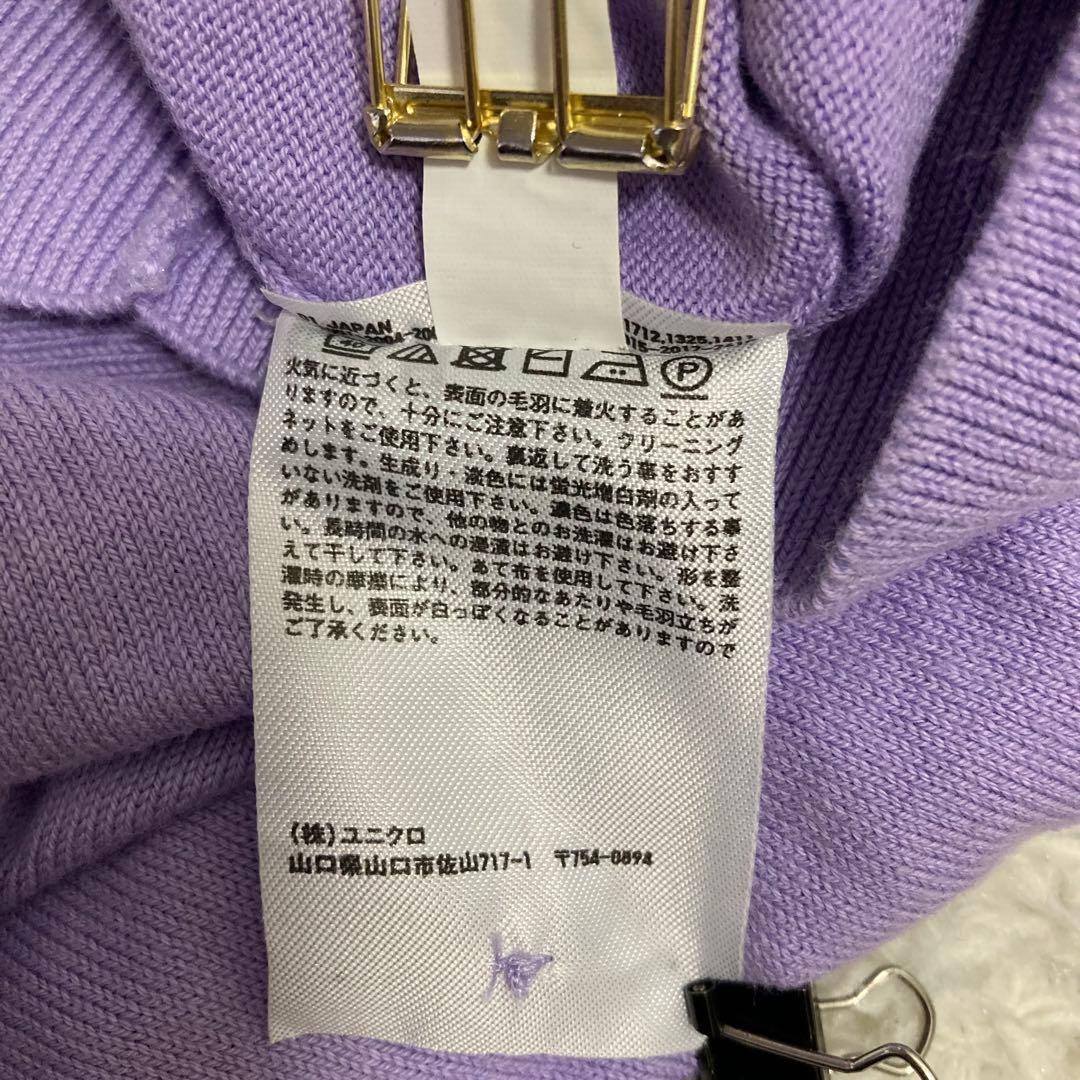 JAPAN
1712,1325,1413
40
P
火気に近づくと、表面の毛羽に着火することがあ
りますので、十分にご注意下さい。クリーニング
ネットをご使用下さい。裏返して洗う事をおすす
めします。生成り・淡色には蛍光増白剤の入って
いない洗剤をご使用下さい。濃色は色落ちする事
がありますので、他の物とのお洗濯はお避け下さ
い。長時間の水への浸漬はお避け下さい。形を整
えて干して下さい。あて布を使用して下さい。洗
濯時の摩擦により、部分的なあたりや毛羽立ちが
発生し、表面が白っぽくなることがありますので
ご了承ください。
(株)ユニクロ
山口県山口市佐山717-1 〒754-0894